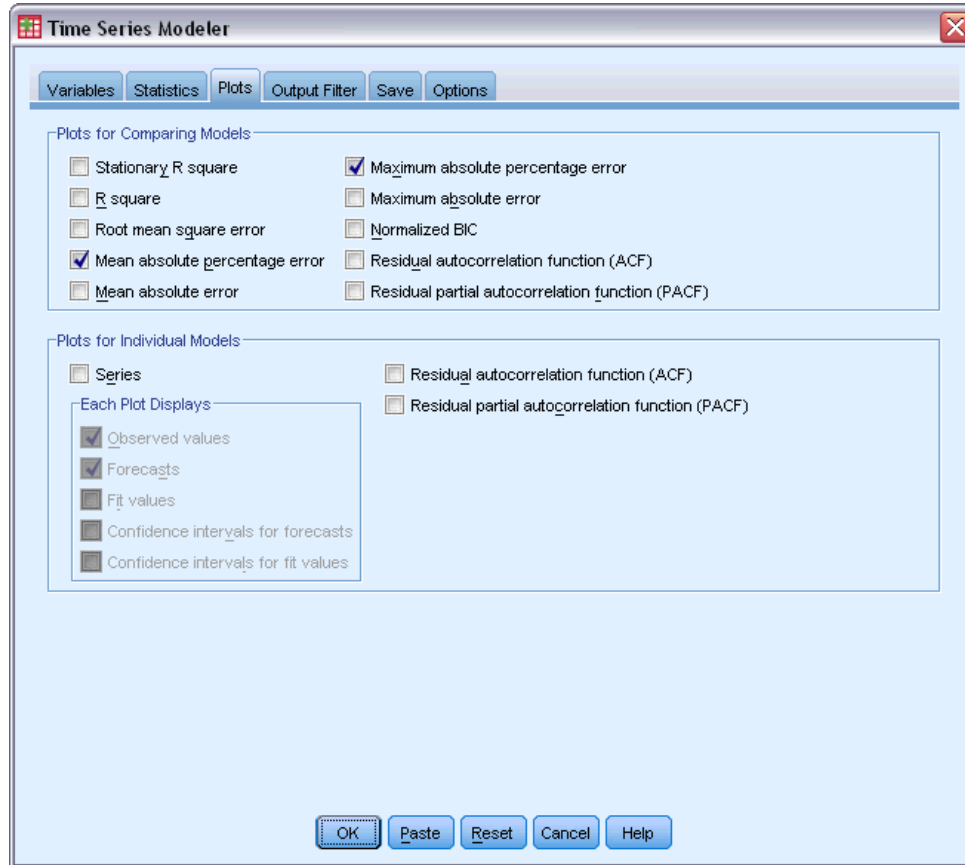 Time Series Modeler
Variables Statistics Plots Output Filter Save Options
Plots for Comparing Models
Stationary R square
R square
Root mean square error
Mean absolute percentage error
Mean absolute error
Maximum absolute percentage error
Maximum absolute error
Normalized BIC
Residual autocorrelation function (ACF)
Residual partial autocorrelation function (PACF)
Plots for Individual Models
Series
Each Plot Displays
Observed values
Forecasts
Fit values
Confidence intervals for forecasts
Confidence intervals for fit values
Residual autocorrelation function (ACF)
Residual partial autocorrelation function (PACF)
OK Paste Reset Cancel Help